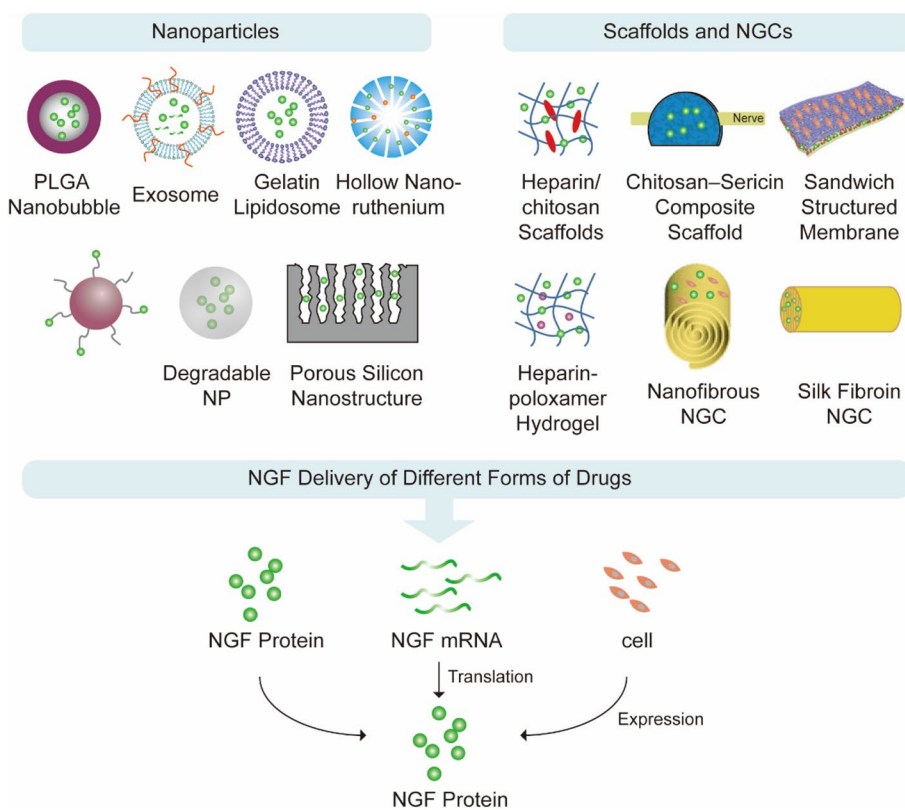 Nanoparticles
Scaffolds and NGCs
PLGA
Nanobubble
Exosome
Gelatin
Lipidosome
Hollow Nano-
ruthenium
Heparin/
chitosan
Scaffolds
Nerve
Chitosan–Sericin
Composite
Scaffold
Sandwich
Structured
Membrane
Degradable
NP
Porous Silicon
Nanostructure
Heparin-
poloxamer
Hydrogel
Nanofibrous
NGC
Silk Fibroin
NGC
NGF Delivery of Different Forms of Drugs
NGF Protein
NGF mRNA
cell
Translation
Expression
NGF Protein